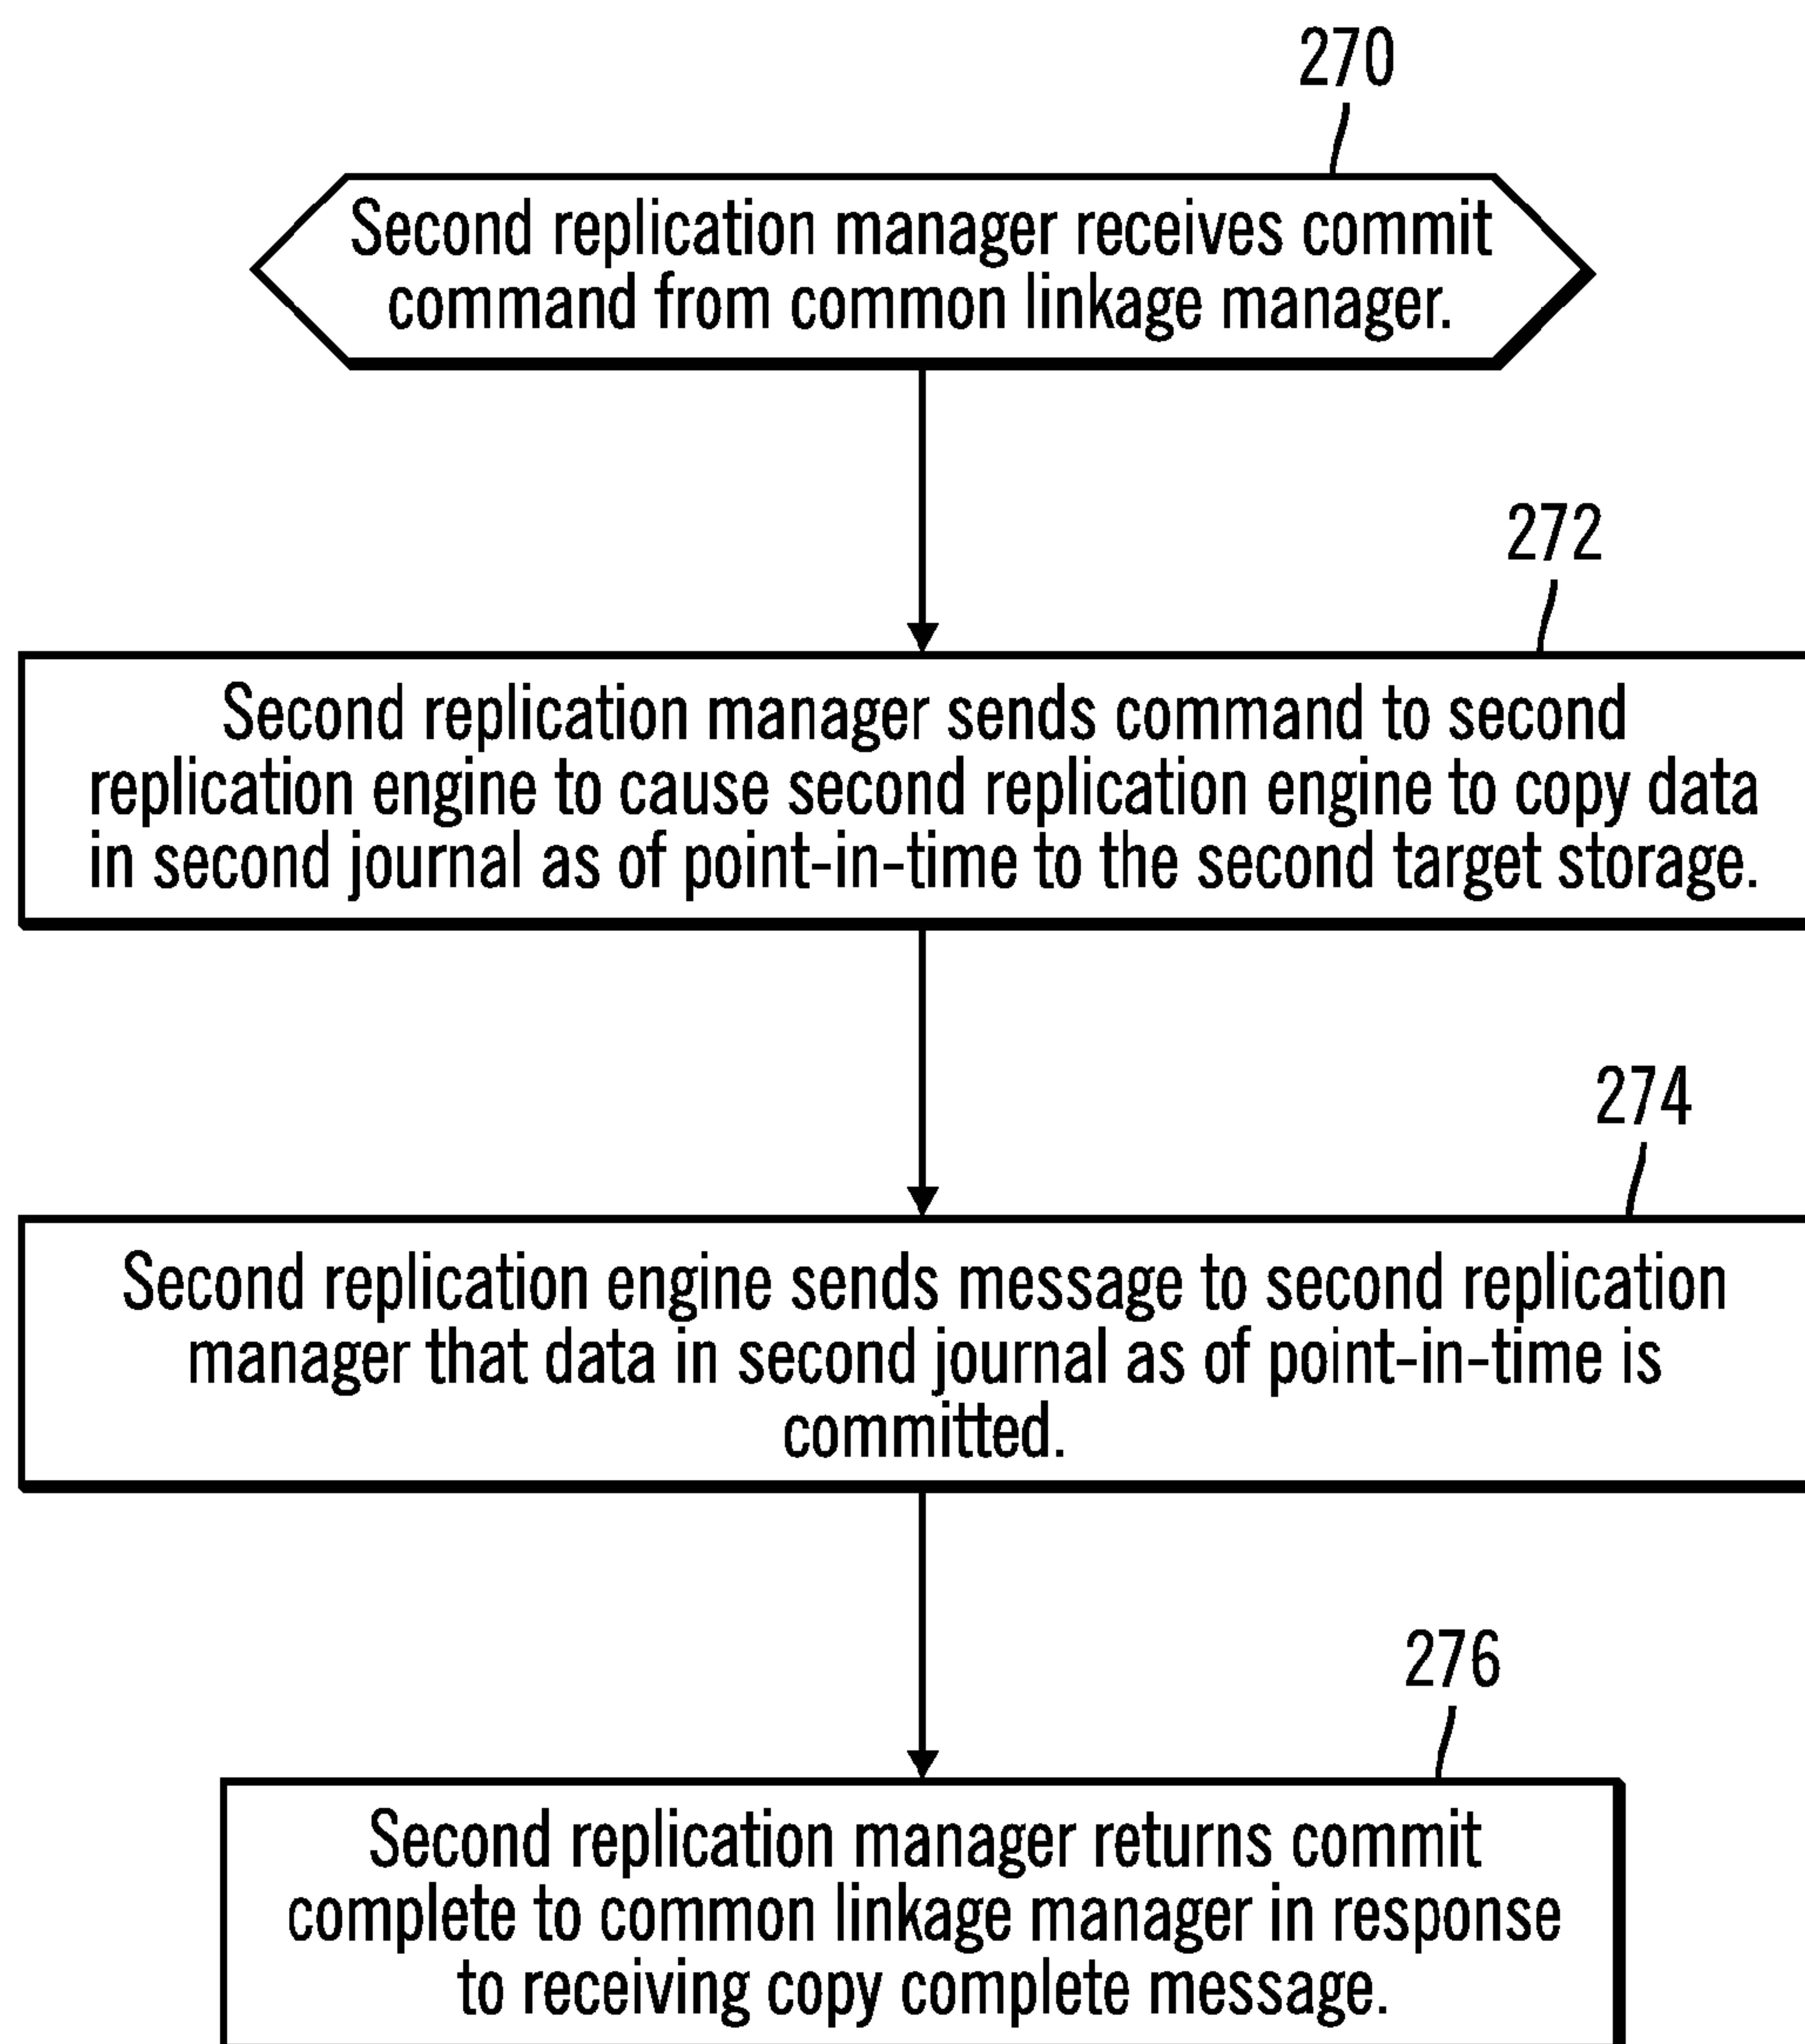 270
Second replication manager receives commit
command from common linkage manager.
272
Second replication manager sends command to second
replication engine to cause second replication engine to copy data
in second journal as of point-in-time to the second target storage.
274
Second replication engine sends message to second replication
manager that data in second journal as of point-in-time is
committed.
276
Second replication manager returns commit
complete to common linkage manager in response
to receiving copy complete message.